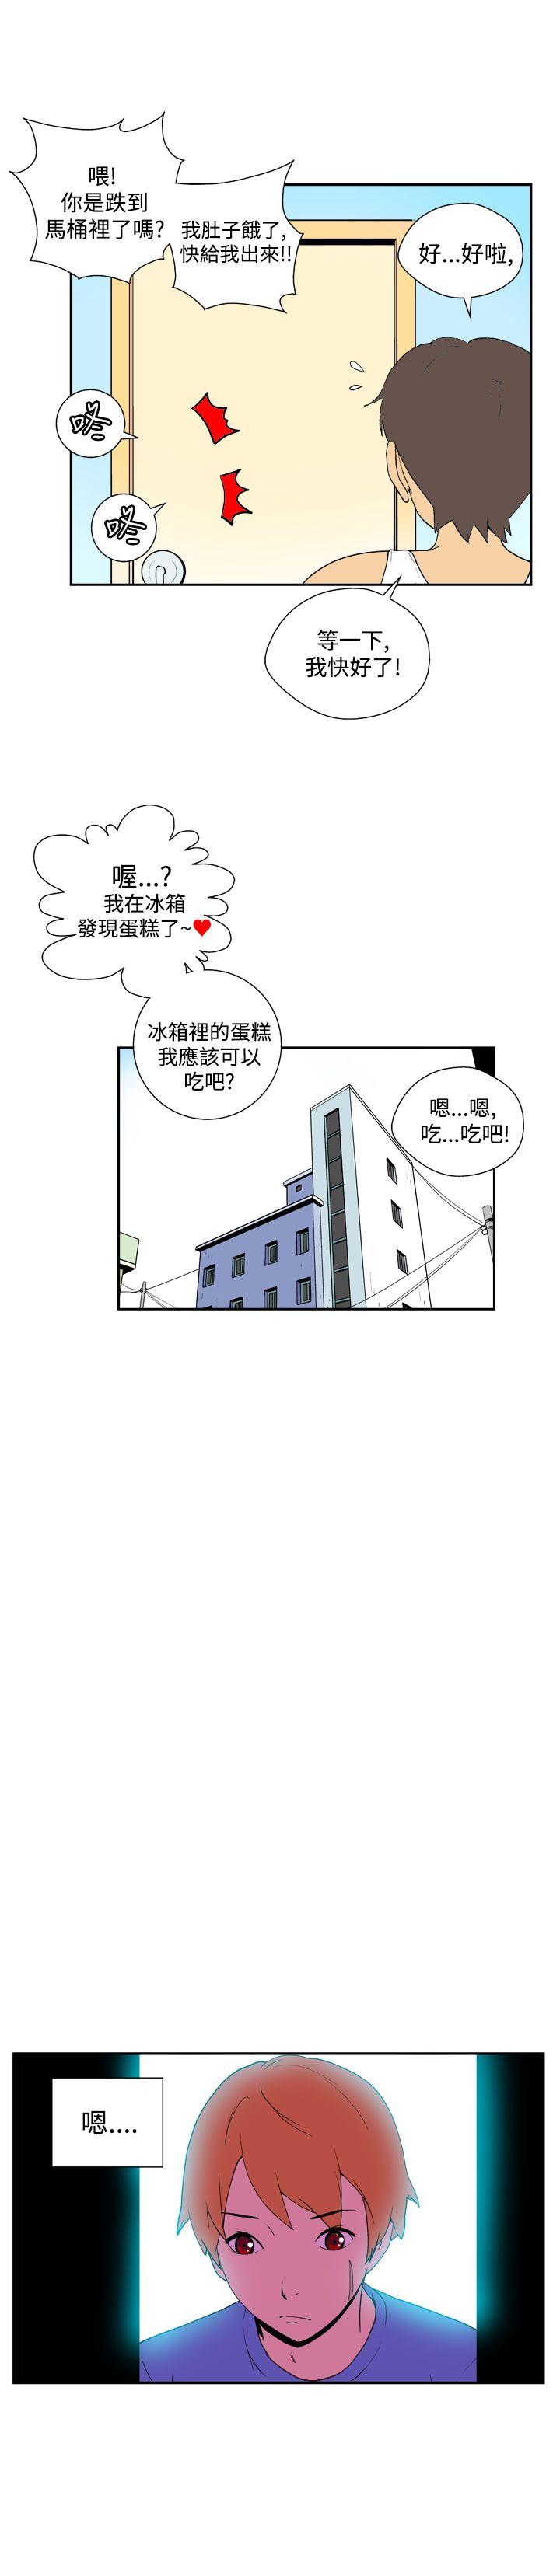 喂!
你是跌到
馬桶裡了嗎?
我肚子餓了,
快給我出來!!
好...好啦,
咚
咚
等一下,
我快好了!
喔...?
我在冰箱
發現蛋糕了~♥
冰箱裡的蛋糕
我應該可以
吃吧?
嗯...嗯,
吃...吃吧!
嗯....